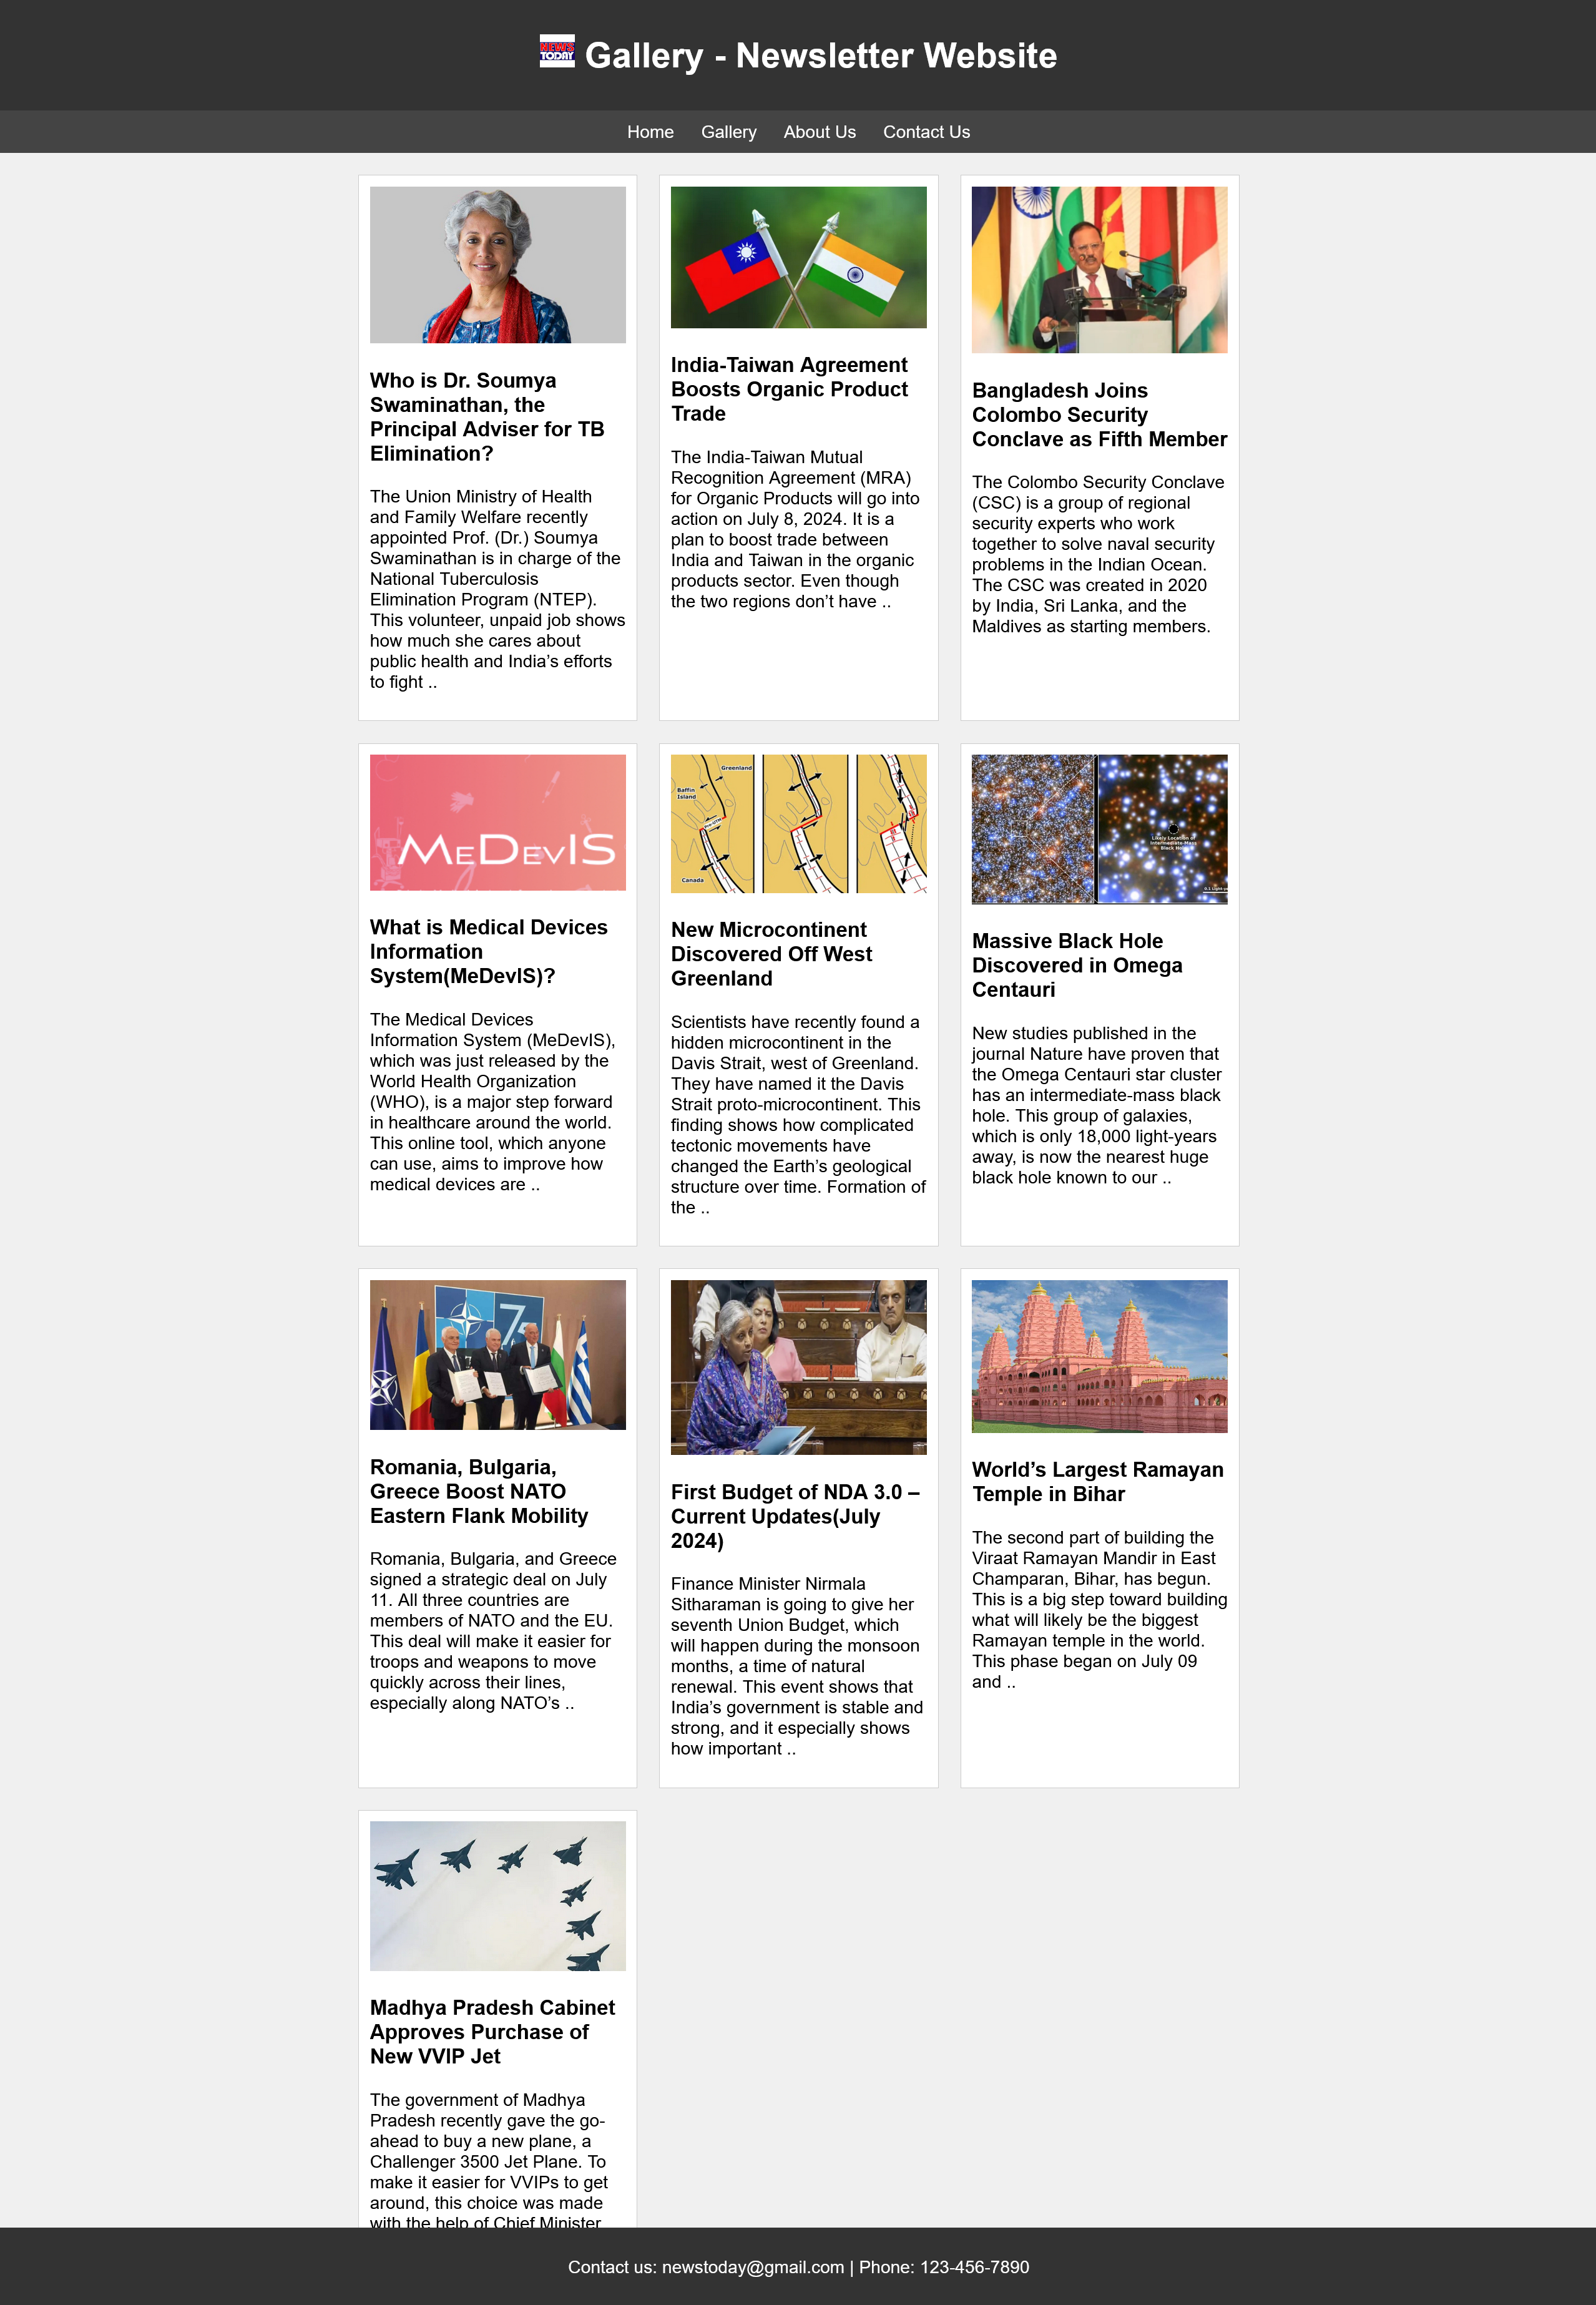 NEWS
TODAY
Gallery - Newsletter Website
Home
Gallery
About Us
Contact Us
Who is Dr. Soumya
Swaminathan, the
Principal Adviser for TB
Elimination?
The Union Ministry of Health
and Family Welfare recently
appointed Prof. (Dr.) Soumya
Swaminathan is in charge of the
National Tuberculosis
Elimination Program (NTEP).
This volunteer, unpaid job shows
how much she cares about
public health and India’s efforts
to fight ..
India-Taiwan Agreement
Boosts Organic Product
Trade
The India-Taiwan Mutual
Recognition Agreement (MRA)
for Organic Products will go into
action on July 8, 2024. It is a
plan to boost trade between
India and Taiwan in the organic
products sector. Even though
the two regions don’t have ..
Bangladesh Joins
Colombo Security
Conclave as Fifth Member
The Colombo Security Conclave
(CSC) is a group of regional
security experts who work
together to solve naval security
problems in the Indian Ocean.
The CSC was created in 2020
by India, Sri Lanka, and the
Maldives as starting members.
MEDEVIS
What is Medical Devices
Information
System(MeDevIS)?
The Medical Devices
Information System (MeDevIS),
which was just released by the
World Health Organization
(WHO), is a major step forward
in healthcare around the world.
This online tool, which anyone
can use, aims to improve how
medical devices are ..
Greenland
Baffin
Island
Canada
New Microcontinent
Discovered Off West
Greenland
Scientists have recently found a
hidden microcontinent in the
Davis Strait, west of Greenland.
They have named it the Davis
Strait proto-microcontinent. This
finding shows how complicated
tectonic movements have
changed the Earth’s geological
structure over time. Formation of
the ..
Likely Location of
Intermediate-Mass
Black Hole
Massive Black Hole
Discovered in Omega
Centauri
New studies published in the
journal Nature have proven that
the Omega Centauri star cluster
has an intermediate-mass black
hole. This group of galaxies,
which is only 18,000 light-years
away, is now the nearest huge
black hole known to our ..
Romania, Bulgaria,
Greece Boost NATO
Eastern Flank Mobility
Romania, Bulgaria, and Greece
signed a strategic deal on July
11. All three countries are
members of NATO and the EU.
This deal will make it easier for
troops and weapons to move
quickly across their lines,
especially along NATO’s ..
First Budget of NDA 3.0 –
Current Updates(July
2024)
Finance Minister Nirmala
Sitharaman is going to give her
seventh Union Budget, which
will happen during the monsoon
months, a time of natural
renewal. This event shows that
India’s government is stable and
strong, and it especially shows
how important ..
World’s Largest Ramayan
Temple in Bihar
The second part of building the
Viraat Ramayan Mandir in East
Champaran, Bihar, has begun.
This is a big step toward building
what will likely be the biggest
Ramayan temple in the world.
This phase began on July 09
and ..
Madhya Pradesh Cabinet
Approves Purchase of
New VVIP Jet
The government of Madhya
Pradesh recently gave the go-
ahead to buy a new plane, a
Challenger 3500 Jet Plane. To
make it easier for VVIPs to get
around, this choice was made
with the help of Chief Minister
Contact us: newstoday@gmail.com | Phone: 123-456-7890